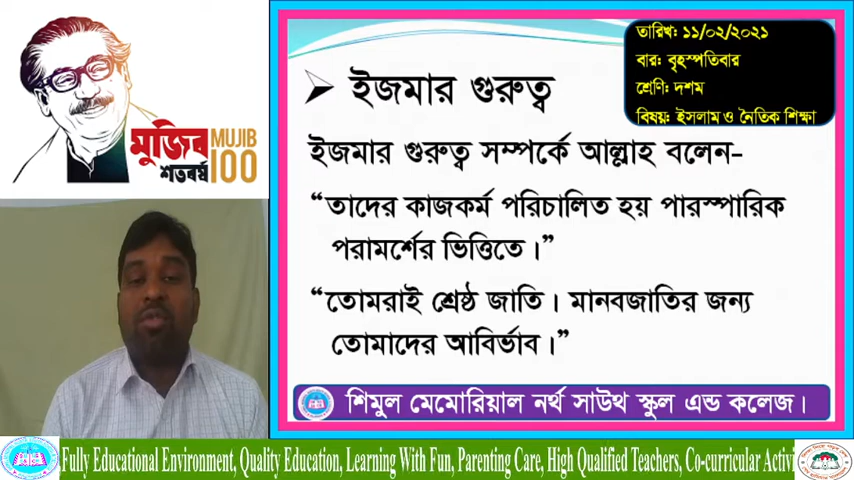 মুজিব MUJIB
শতবর্ষ 100
তারিখ: ১১/০২/২০২১
বার: বৃহস্পতিবার
শ্রেণি: দশম
বিষয়: ইসলাম ও নৈতিক শিক্ষা
ইজমার গুরুত্ব
ইজমার গুরুত্ব সম্পর্কে আল্লাহ বলেন-
“তাদের কাজকর্ম পরিচালিত হয় পারস্পারিক
পরামর্শের ভিত্তিতে।”
“তোমরাই শ্রেষ্ঠ জাতি। মানবজাতির জন্য
তোমাদের আবির্ভাব।”
শিমুল মেমোরিয়াল নর্থ সাউথ স্কুল এন্ড কলেজ।
Fully Educational Environment, Quality Education, Learning With Fun, Parenting Care, High Qualified Teachers, Co-curricular Activi